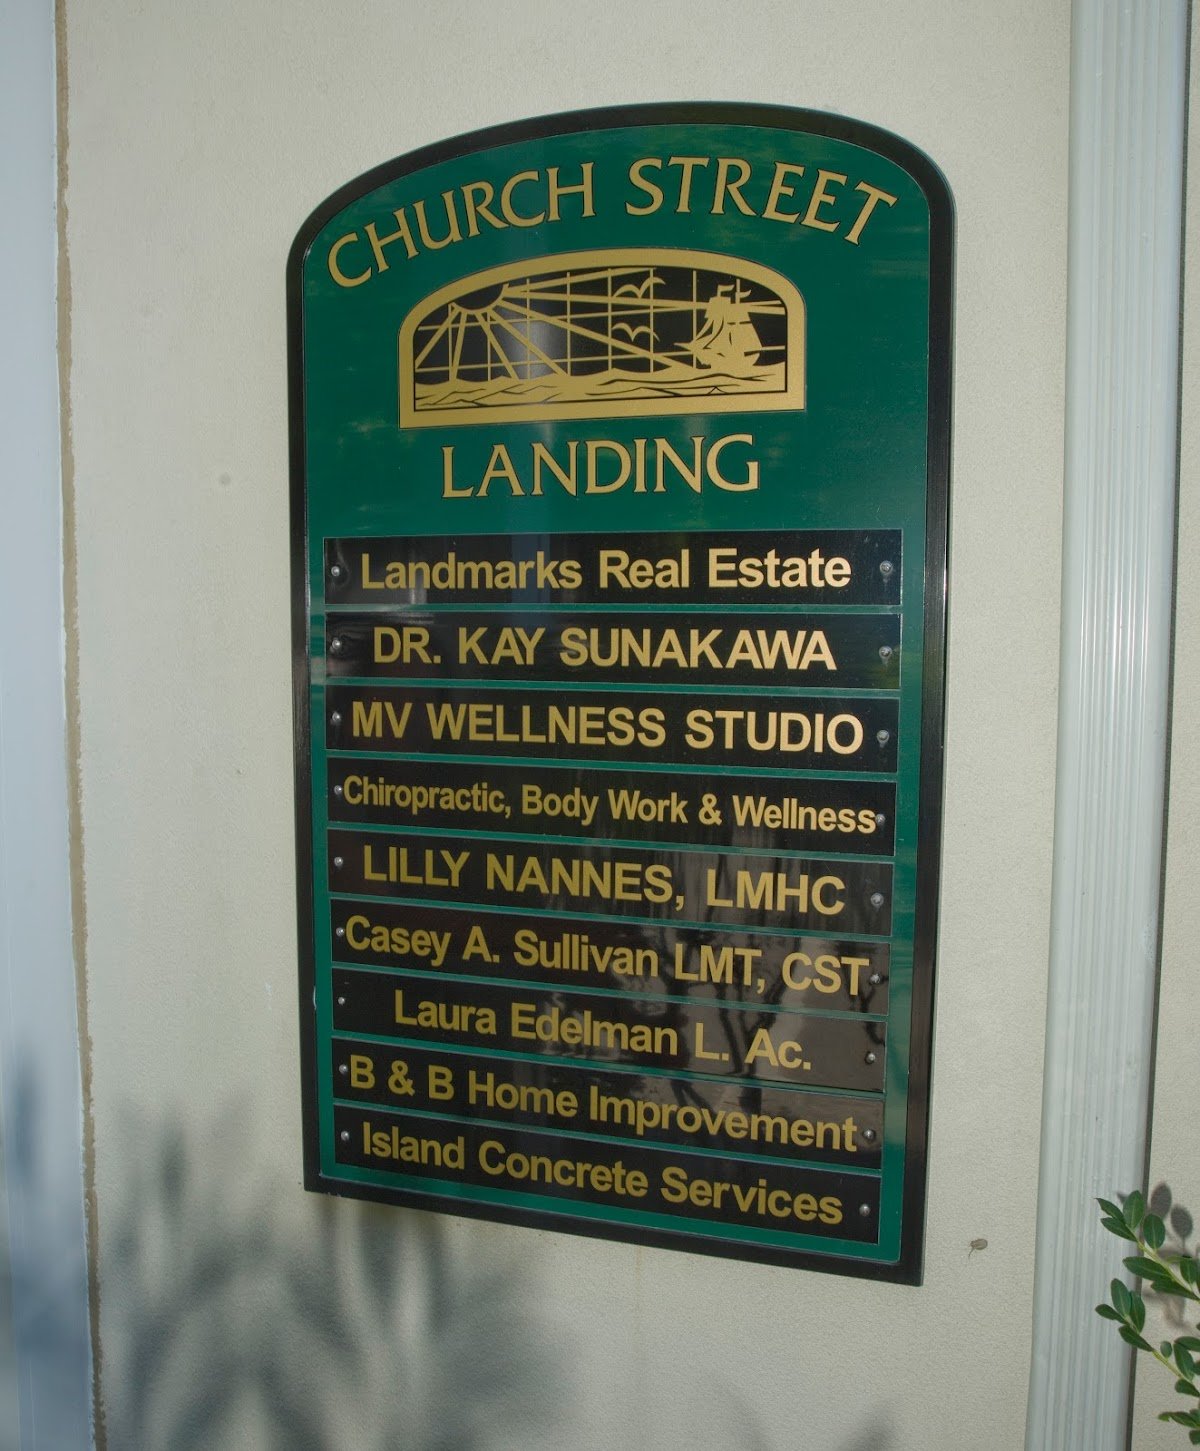 CHURCH STREET
LANDING
Landmarks Real Estate
DR. KAY SUNAKAWA
MV WELLNESS STUDIO
Chiropractic, Body Work & Wellness
LILLY NANNES, LMHC
Casey A. Sullivan LMT, CST
Laura Edelman L. Ac.
B & B Home Improvement
Island Concrete Services